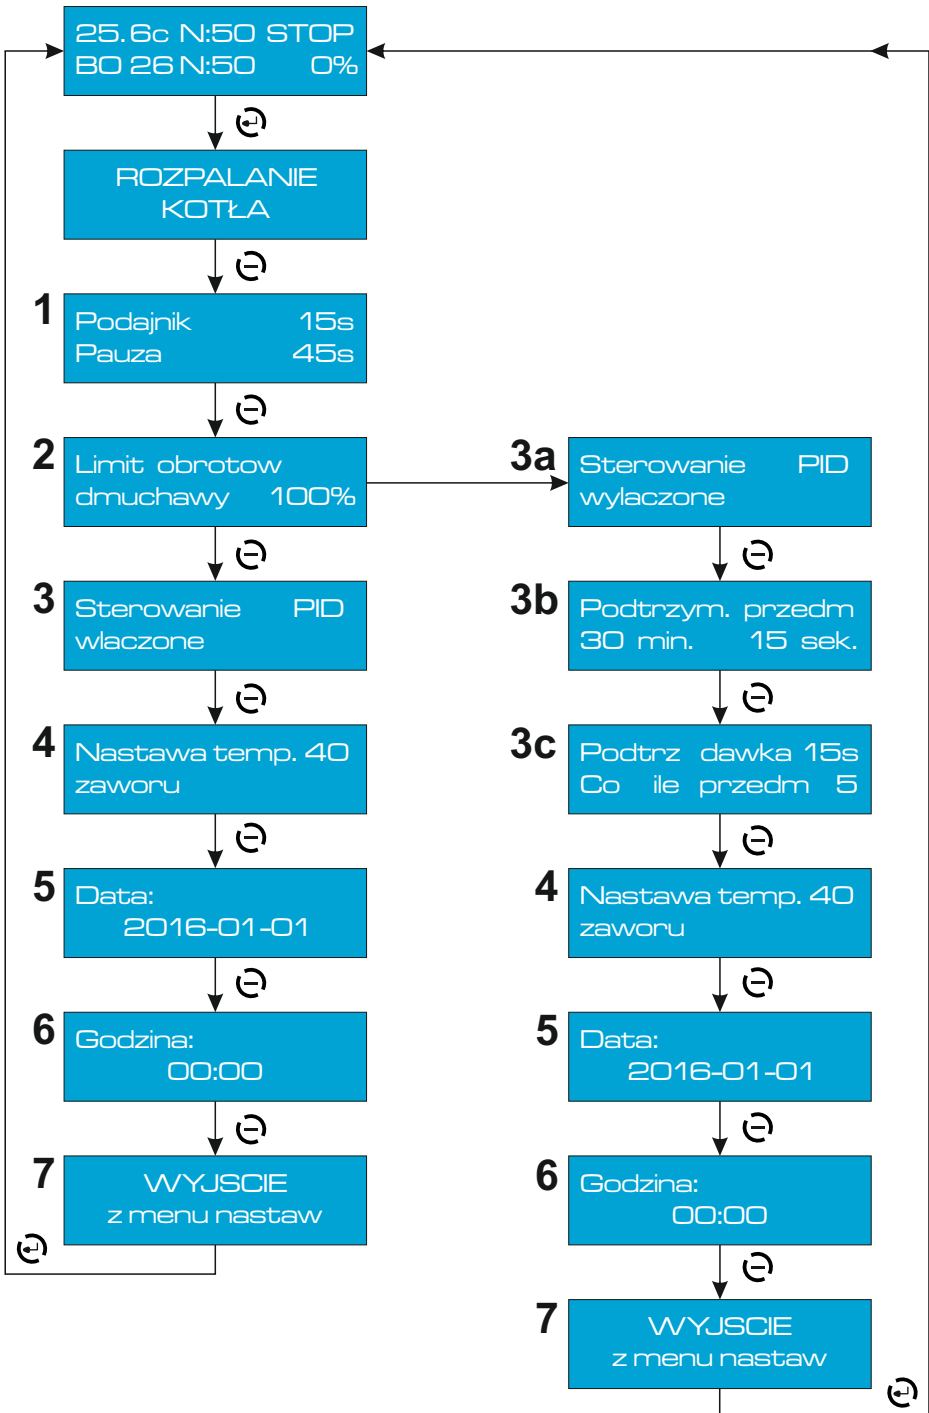 25.6c N:50 STOP
BO 26 N:50 0%
ROZPALANIE
KOTŁA
1
Podajnik 15s
Pauza 45s
2
Limit obrotow
dmuchawy 100%
3
Sterowanie PID
wlaczone
4
Nastawa temp. 40
zaworu
5
Data:
2016-01-01
6
Godzina:
00:00
7
WYJSCIE
z menu nastaw
3a
Sterowanie PID
wylaczone
3b
Podtrzym. przedm
30 min. 15 sek.
3c
Podtrz dawka 15s
Co ile przedm 5
4
Nastawa temp. 40
zaworu
5
Data:
2016-01-01
6
Godzina:
00:00
7
WYJSCIE
z menu nastaw